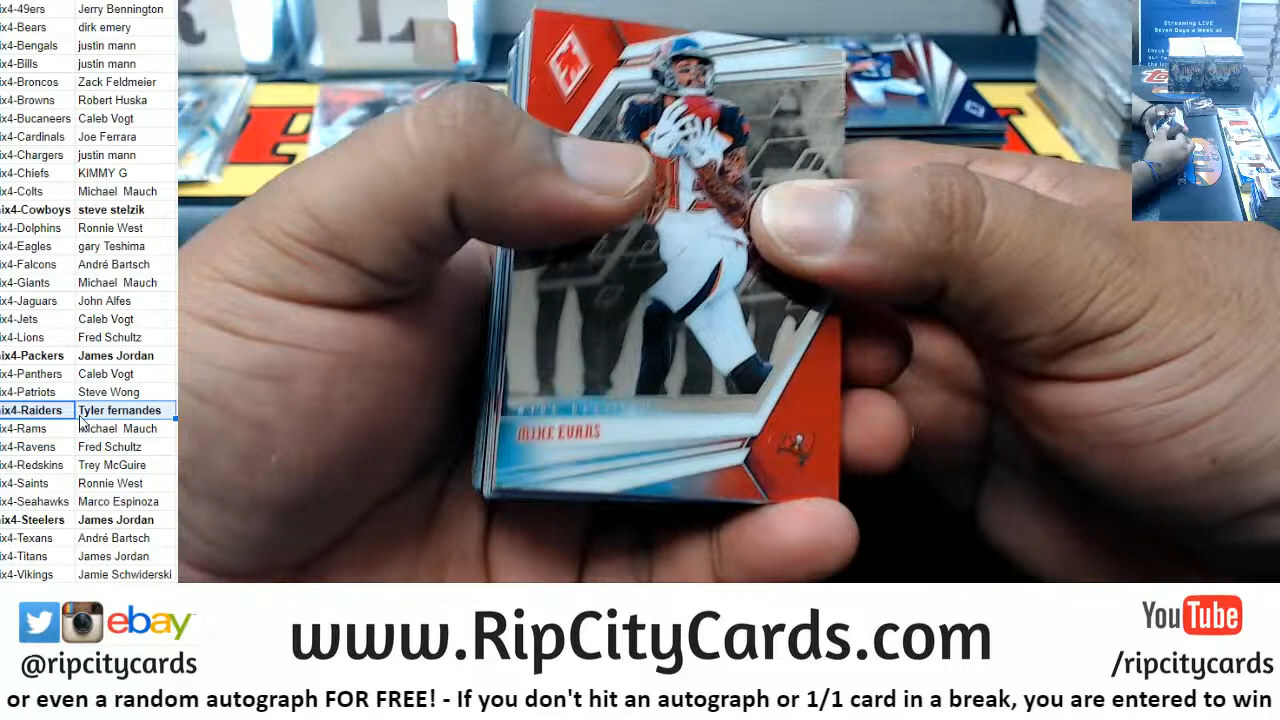 ix4-49ers Jerry Bennington
ix4-Bears dirk emery
ix4-Bengals justin mann
ix4-Bills justin mann
ix4-Broncos Zack Feldmeier
ix4-Browns Robert Huska
ix4-Bucaneers Caleb Vogt
ix4-Cardinals Joe Ferrara
ix4-Chargers justin mann
ix4-Chiefs KIMMY G
ix4-Colts Michael Mauch
ix4-Cowboys steve stelzik
ix4-Dolphins Ronnie West
ix4-Eagles gary Teshima
ix4-Falcons André Bartsch
ix4-Giants Michael Mauch
ix4-Jaguars John Alfes
ix4-Jets Caleb Vogt
ix4-Lions Fred Schultz
ix4-Packers James Jordan
ix4-Panthers Caleb Vogt
ix4-Patriots Steve Wong
ix4-Raiders Tyler fernandes
ix4-Rams Michael Mauch
ix4-Ravens Fred Schultz
ix4-Redskins Trey McGuire
ix4-Saints Ronnie West
ix4-Seahawks Marco Espinoza
ix4-Steelers James Jordan
ix4-Texans André Bartsch
ix4-Titans James Jordan
ix4-Vikings Jamie Schwiderski
MIKE EVANS
Streaming LIVE
Seven Days a Week at
ebay
@ripcitycards
www.RipCityCards.com
YouTube
/ripcitycards
or even a random autograph FOR FREE! - If you don't hit an autograph or 1/1 card in a break, you are entered to win